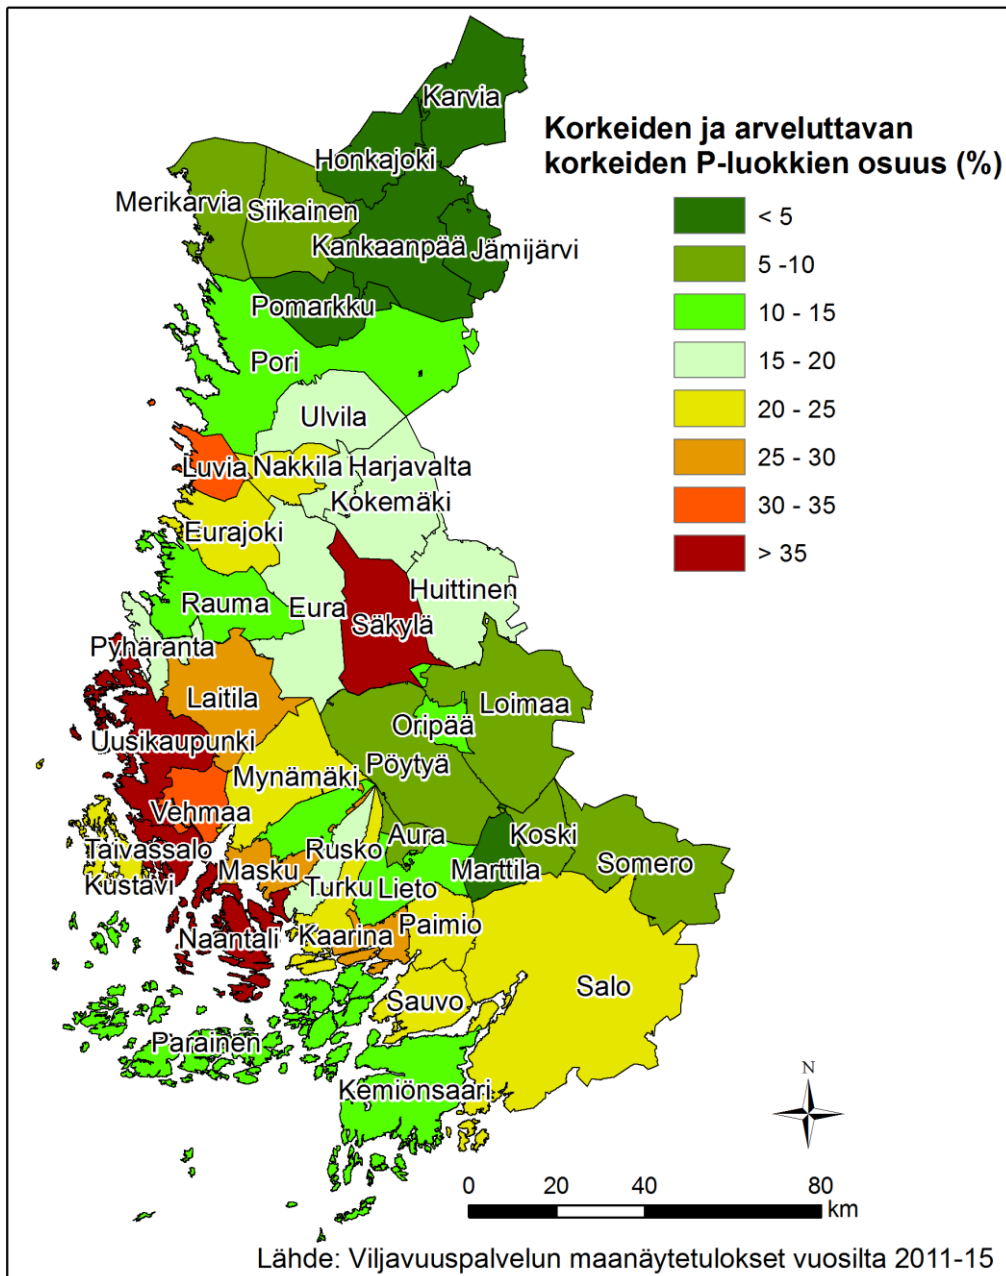 Korkeiden ja arveluttavan
korkeiden P-luokkien osuus (%)
< 5
5 -10
10 - 15
15 - 20
20 - 25
25 - 30
30 - 35
> 35
Karvia
Honkajoki
Merikarvia
Siikainen
Kankaanpää
Jämijärvi
Pomarkku
Pori
Ulvila
Luvia
Nakkila
Harjavalta
Kokemäki
Eurajoki
Huittinen
Rauma
Eura
Säkylä
Pyhäranta
Laitila
Loimaa
Oripää
Uusikaupunki
Mynämäki
Pöytyä
Vehmaa
Aura
Koski
Taivassalo
Rusko
Masku
Marttila
Somero
Kustavi
Turku
Lieto
Naantali
Kaarina
Paimio
Salo
Sauvo
Parainen
Kemiönsaari
N
0 20 40 80
km
Lähde: Viljavuuspalvelun maanäytetulokset vuosilta 2011-15